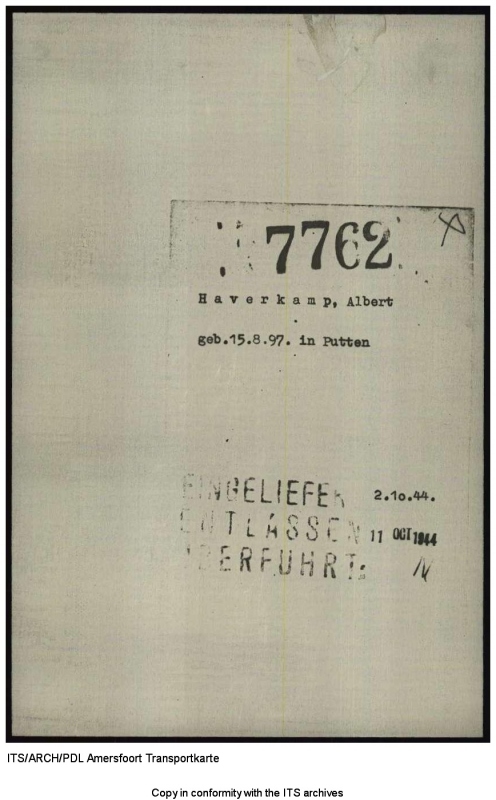 7762
Haverkamp, Albert
geb.15.8.97. in Putten
EINGELIEFER 2.10.44.
ENTLASSEN 11 OCT 1944
ÜBERFUHRT: N
ITS/ARCH/PDL Amersfoort Transportkarte
Copy in conformity with the ITS archives